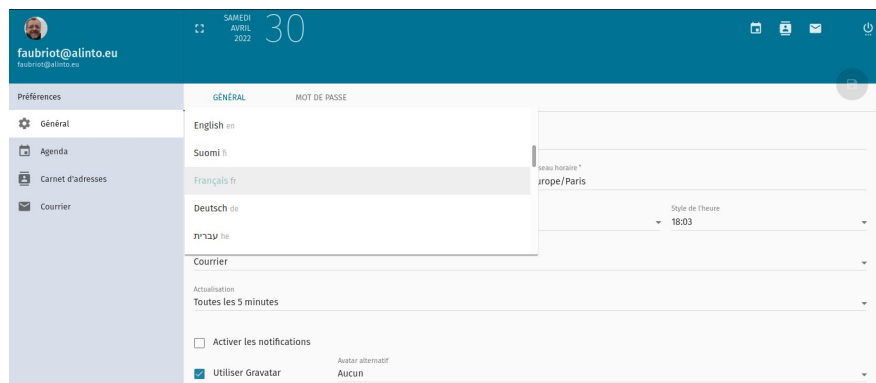 SAMEDI
AVRIL
2022
30
faubriot@alinto.eu
faubriot@alinto.eu
Préférences
GÉNÉRAL
MOT DE PASSE
Général
Agenda
Carnet d'adresses
Courrier
English en
Suomi fi
Français fr
Deutsch de
עברית he
seau horaire *
urope/Paris
Style de l'heure
18:03
Courrier
Actualisation
Toutes les 5 minutes
Activer les notifications
Utiliser Gravatar
Avatar alternatif
Aucun